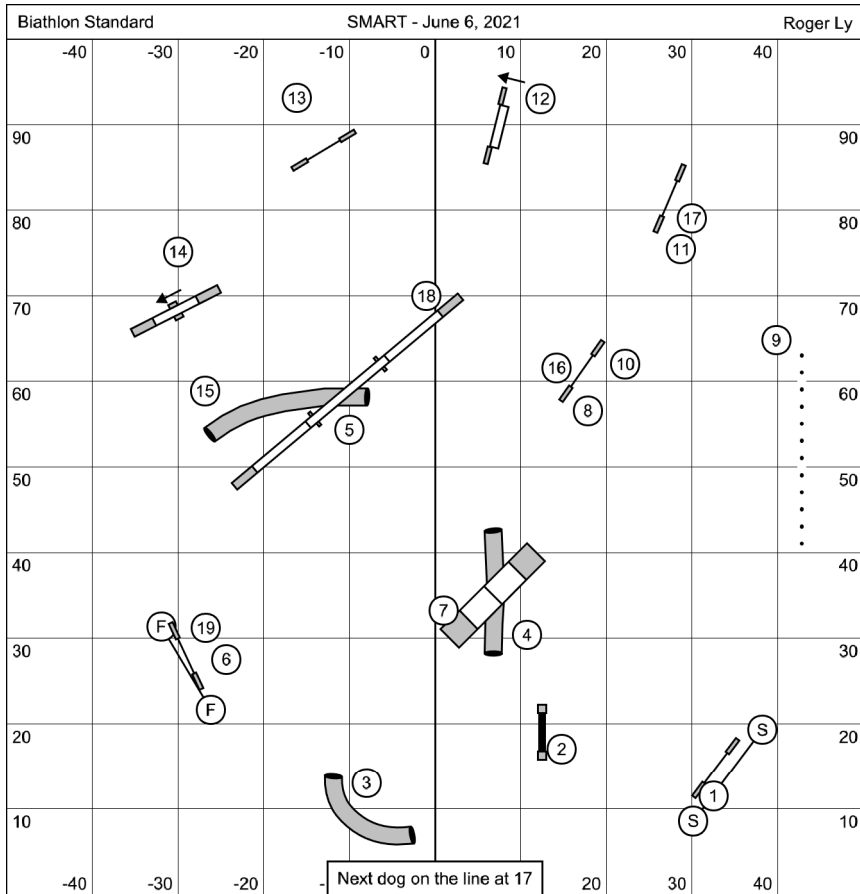 Biathlon Standard SMART - June 6, 2021 Roger Ly
-40 -30 -20 -10 0 10 20 30 40
13 12
90 90
17
80 80
11
14
18
70 70
9
16 10
15 60 8 60
5
50 50
40 40
7
F 19 4
30 30
6
F
20 S 20
2
3
1
10 S 10
-40 -30 -20 -1 20 30 40
Next dog on the line at 17